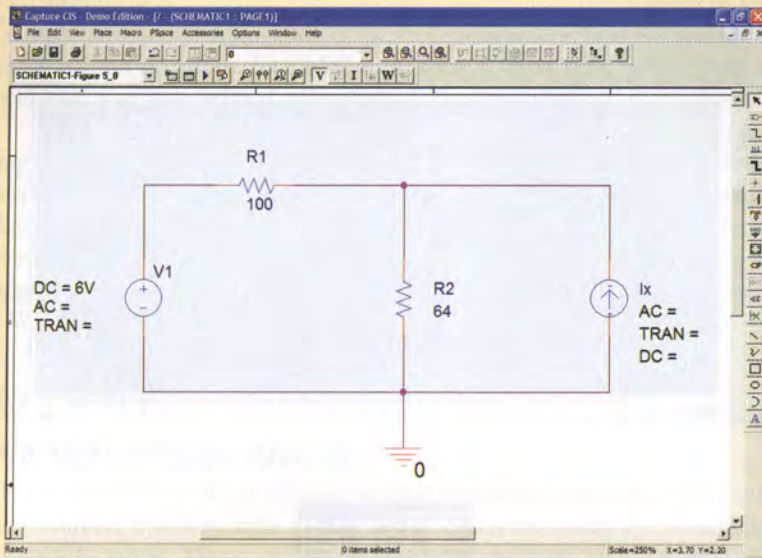 Capture CIS - Demo Edition - [/ - (SCHEMATIC1 : PAGE1)]
File Edit View Place Macro PSpice Accessories Options Window Help
0
SCHEMATIC1-Figure 5_8
V I W
R1
100
V1
DC = 6V
AC =
TRAN =
R2
64
Ix
AC =
TRAN =
DC =
0
A
Ready 0 items selected Scale=250% X=3.70 Y=2.20